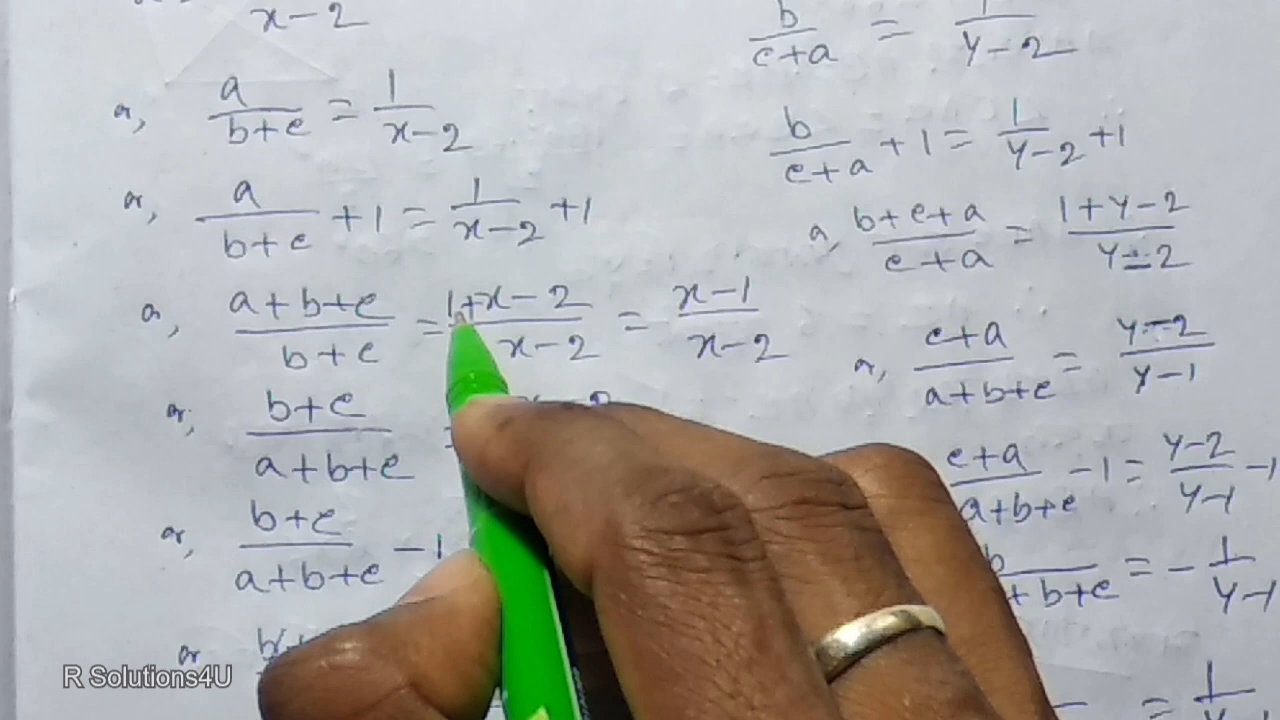 x-2
or, a/b+c = 1/x-2
or, a/b+c +1 = 1/x-2 +1
or, a+b+c/b+c = 1+x-2/x-2 = x-1/x-2
or, b+c/a+b+c =
or, b+c/a+b+c -1
or
b/c+a = 1/y-2
b/c+a +1 = 1/y-2 +1
or, b+c+a/c+a = 1+y-2/y-2
or, c+a/a+b+c = y-2/y-1
c+a/a+b+c -1 = y-2/y-1 -1
b/+b+c = - 1/y-1
= 1/y-1
R Solutions4U